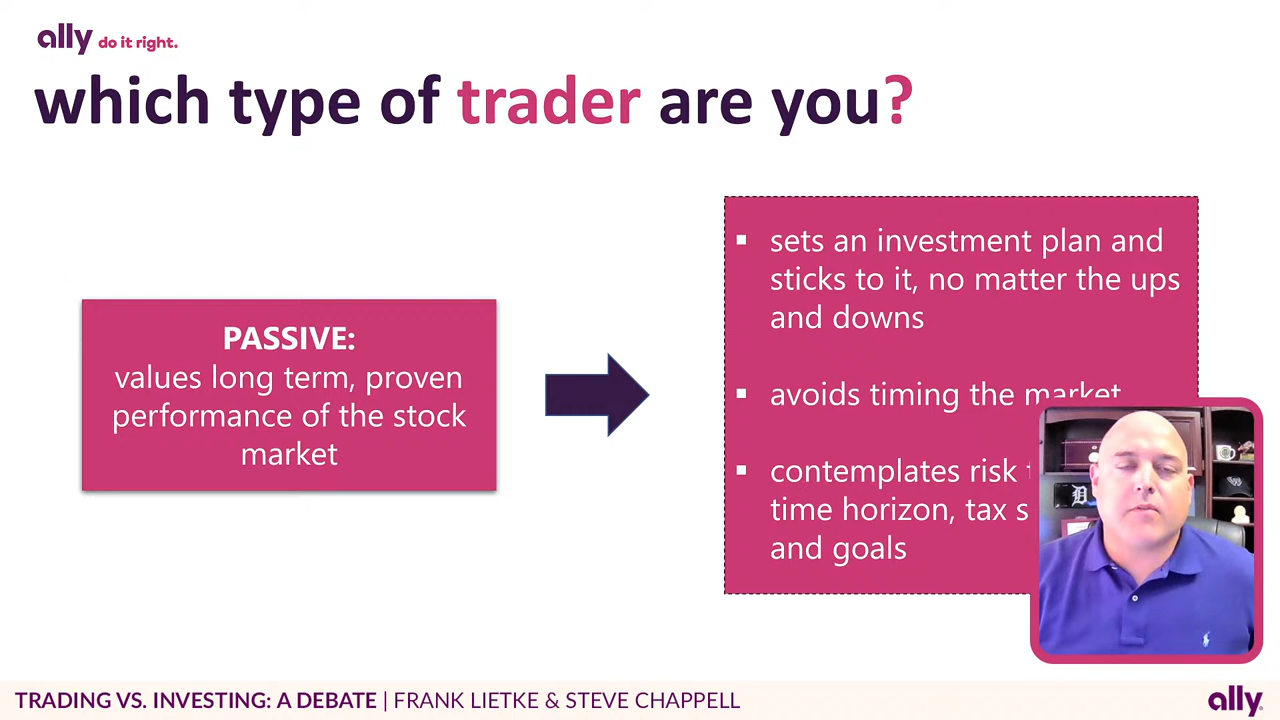 ally do it right.
which type of trader are you?
PASSIVE:
values long term, proven
performance of the stock
market
▪ sets an investment plan and
sticks to it, no matter the ups
and downs
▪ avoids timing the market
▪ contemplates risk
time horizon, tax
and goals
TRADING VS. INVESTING: A DEBATE | FRANK LIETKE & STEVE CHAPPELL
ally